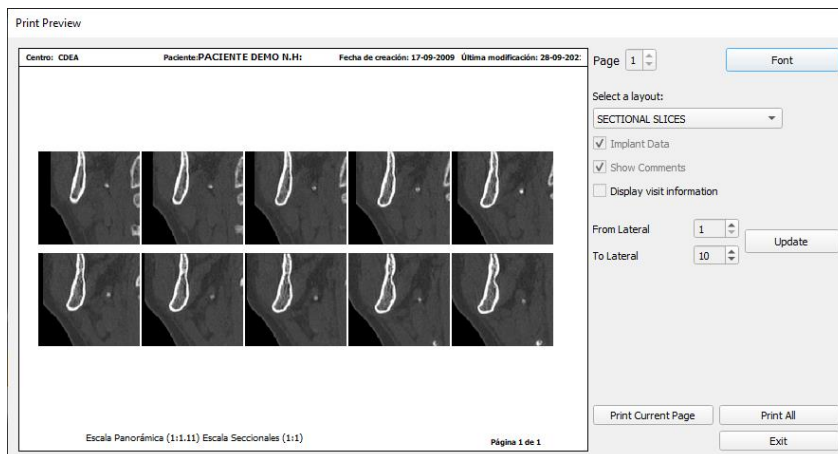 Print Preview
Centro: CDEA Paciente:PACIENTE DEMO N.H: Fecha de creación: 17-09-2009 Última modificación: 28-09-202
Page 1
Font
Select a layout:
SECTIONAL SLICES
Implant Data
Show Comments
Display visit information
From Lateral 1
Update
To Lateral 10
Print Current Page Print All
Escala Panorámica (1:1.11) Escala Seccionales (1:1)
Página 1 de 1
Exit